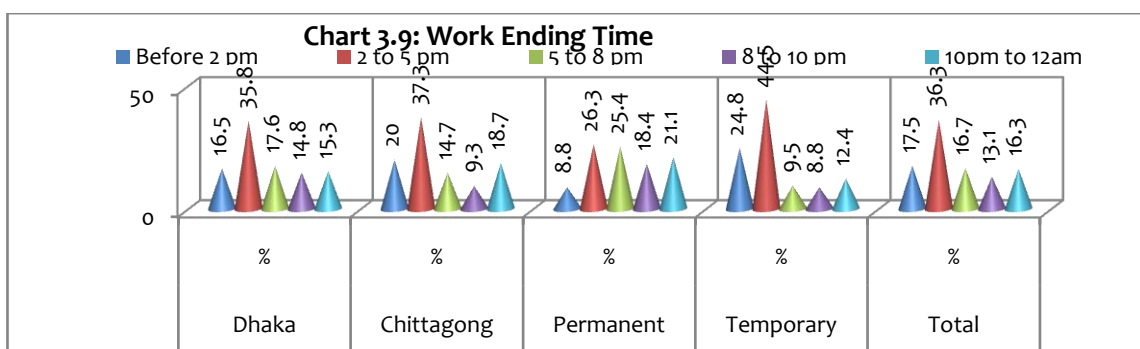 Chart 3.9: Work Ending Time
Before 2 pm 2 to 5 pm 5 to 8 pm 8 to 10 pm 10pm to 12am
50
0
16.5 35.8 17.6 14.8 15.3 20 37.3 14.7 9.3 18.7 8.8 26.3 25.4 18.4 21.1 24.8 44.5 9.5 8.8 12.4 17.5 36.3 16.7 13.1 16.3
% % % % %
Dhaka Chittagong Permanent Temporary Total